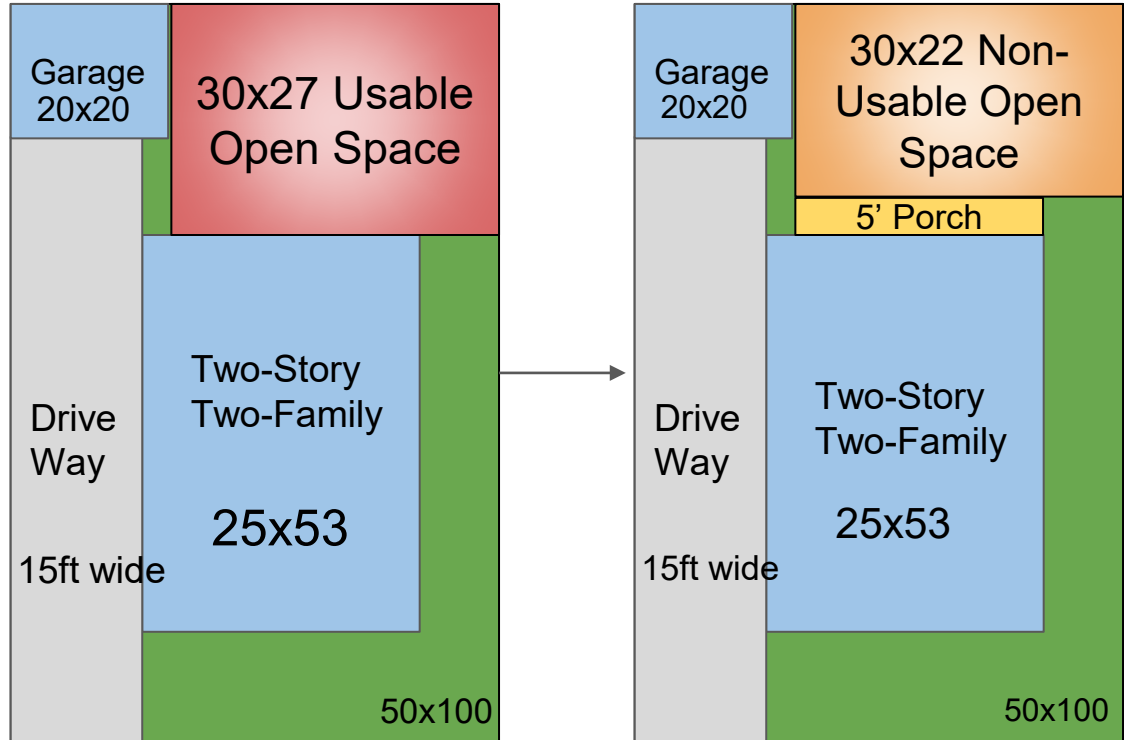 Garage
20x20
30x27 Usable
Open Space
Two-Story
Two-Family
Drive
Way
25x53
15ft wide
50x100
Garage
20x20
30x22 Non-
Usable Open
Space
5’ Porch
Two-Story
Two-Family
Drive
Way
25x53
15ft wide
50x100